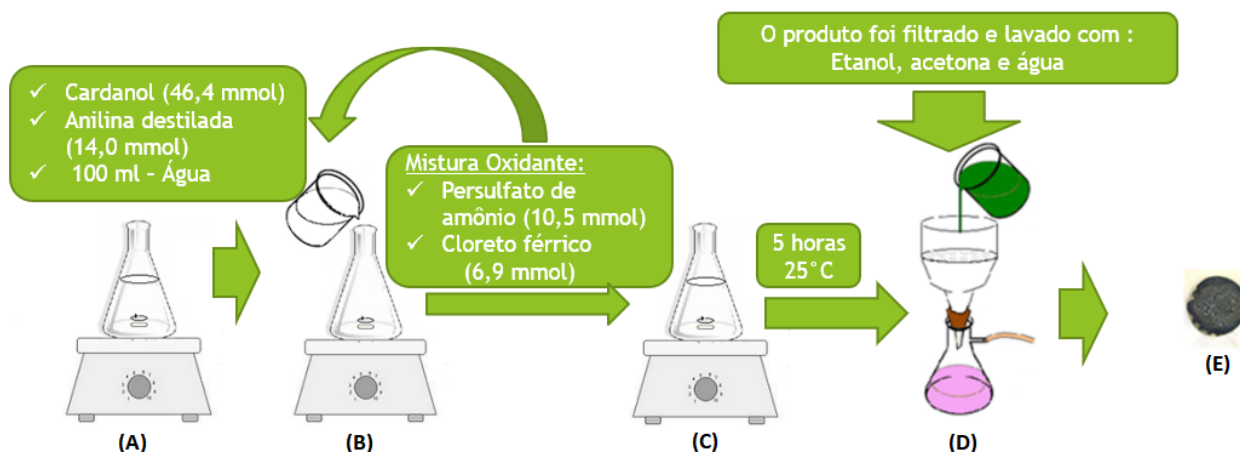 O produto foi filtrado e lavado com :
Etanol, acetona e água
✓ Cardanol (46,4 mmol)
✓ Anilina destilada
(14,0 mmol)
✓ 100 ml - Água
Mistura Oxidante:
✓ Persulfato de
amônio (10,5 mmol)
✓ Cloreto férrico
(6,9 mmol)
5 horas
25°C
(A)
(B)
(C)
(D)
(E)